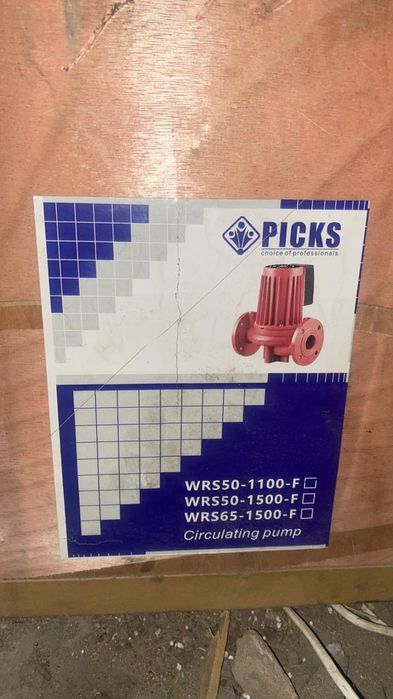 PICKS
choice of professionals
WRS50-1100-F
WRS50-1500-F
WRS65-1500-F
Circulating pump